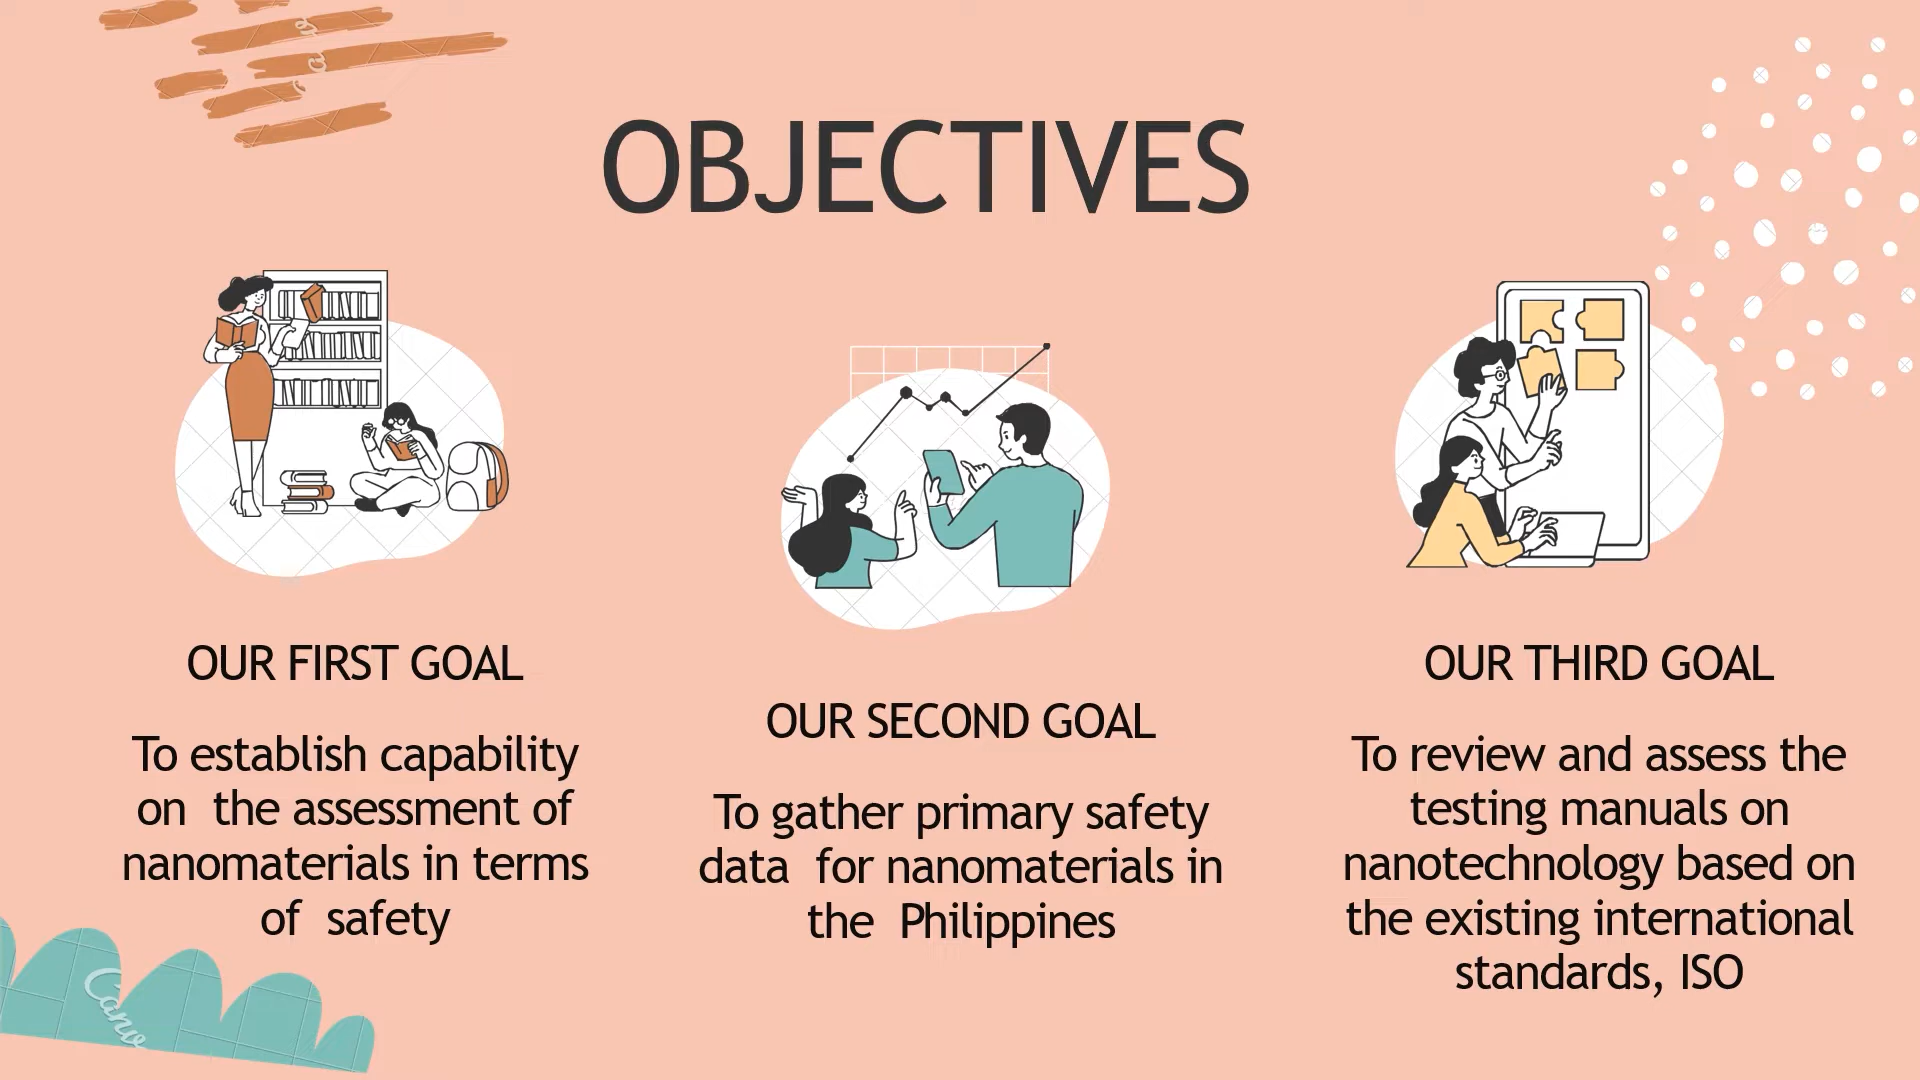 OBJECTIVES
OUR FIRST GOAL
To establish capability
on the assessment of
nanomaterials in terms
of safety
OUR SECOND GOAL
To gather primary safety
data for nanomaterials in
the Philippines
OUR THIRD GOAL
To review and assess the
testing manuals on
nanotechnology based on
the existing international
standards, ISO